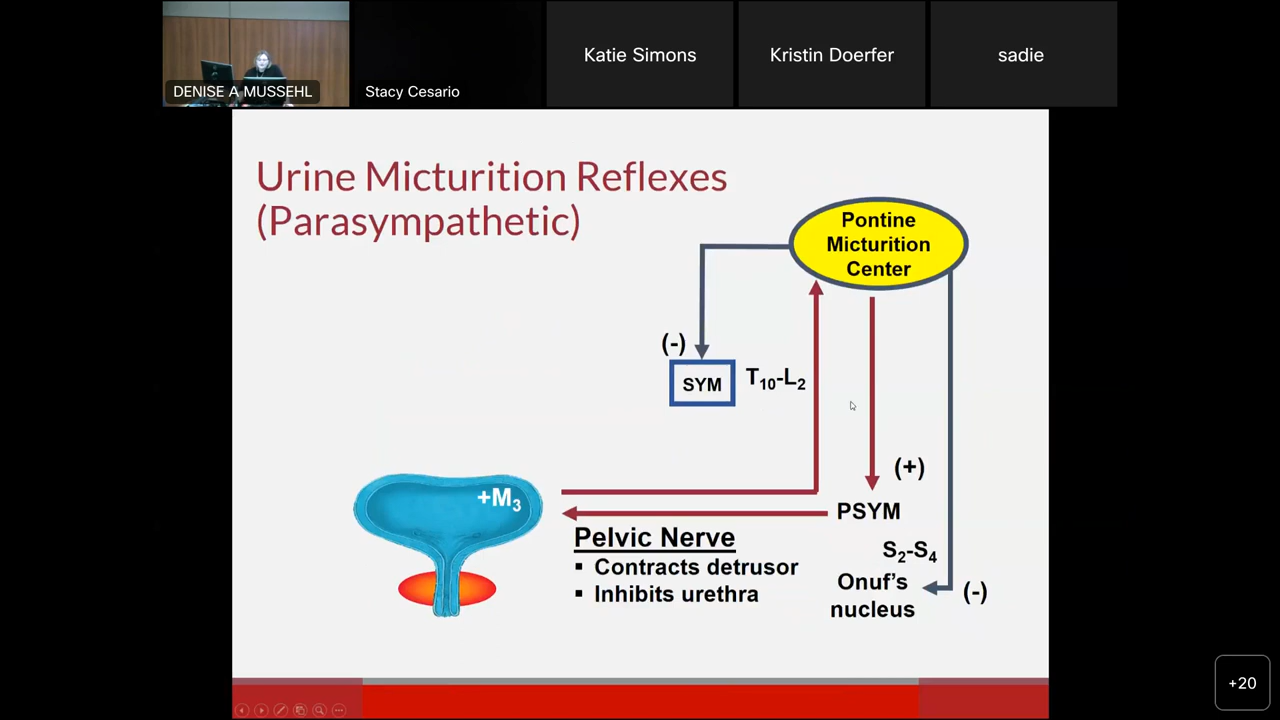 DENISE A MUSSEHL
Stacy Cesario
Katie Simons
Kristin Doerfer
sadie
Urine Micturition Reflexes
(Parasympathetic)
Pontine
Micturition
Center
(-)
SYM
T10-L2
(+)
+M3
PSYM
Pelvic Nerve
▪ Contracts detrusor
▪ Inhibits urethra
S2-S4
Onuf's
nucleus
(-)
+20